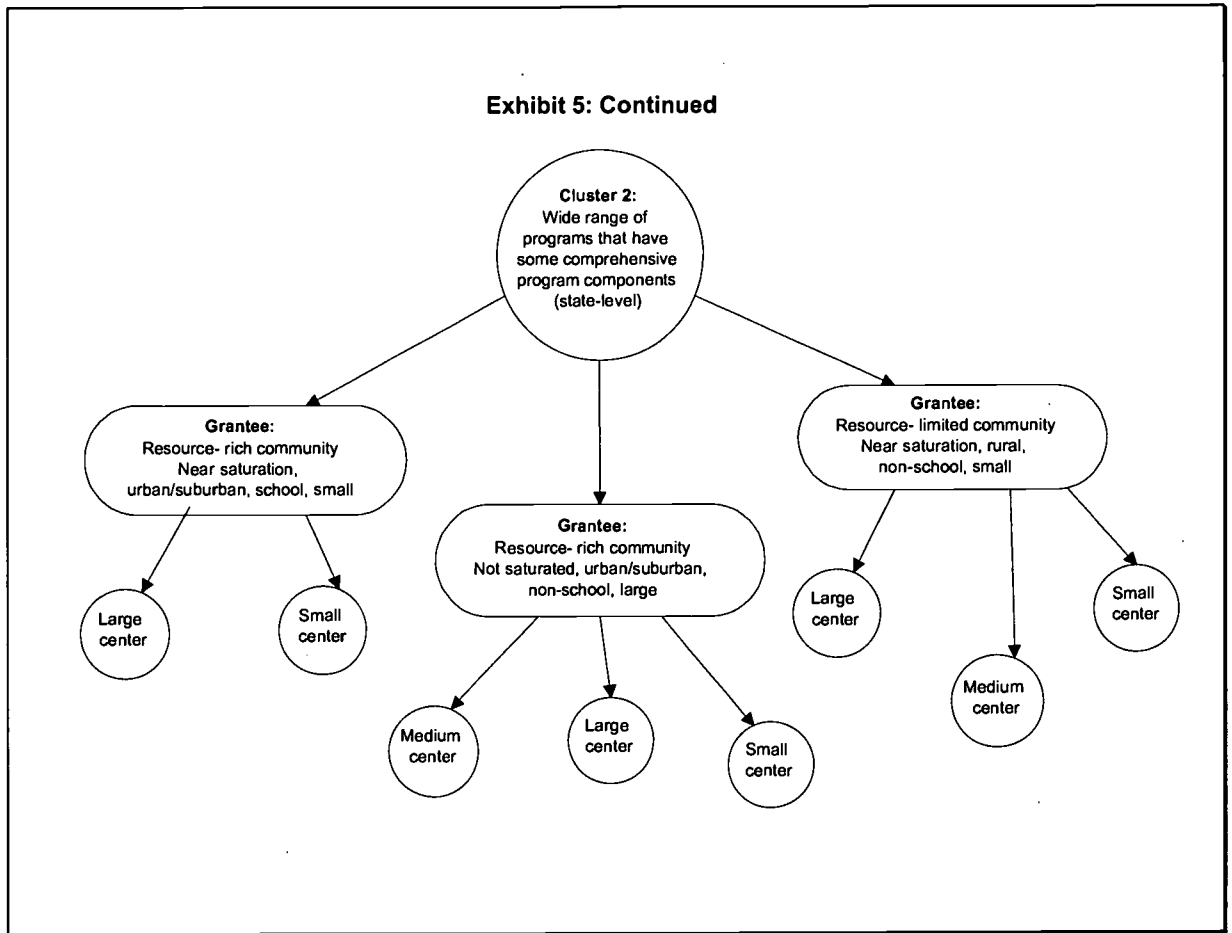 Exhibit 5: Continued
Cluster 2:
Wide range of
programs that have
some comprehensive
program components
(state-level)
Grantee:
Resource- rich community
Near saturation,
urban/suburban, school, small
Large
center
Small
center
Grantee:
Resource- rich community
Not saturated, urban/suburban,
non-school, large
Medium
center
Large
center
Small
center
Grantee:
Resource- limited community
Near saturation, rural,
non-school, small
Large
center
Medium
center
Small
center